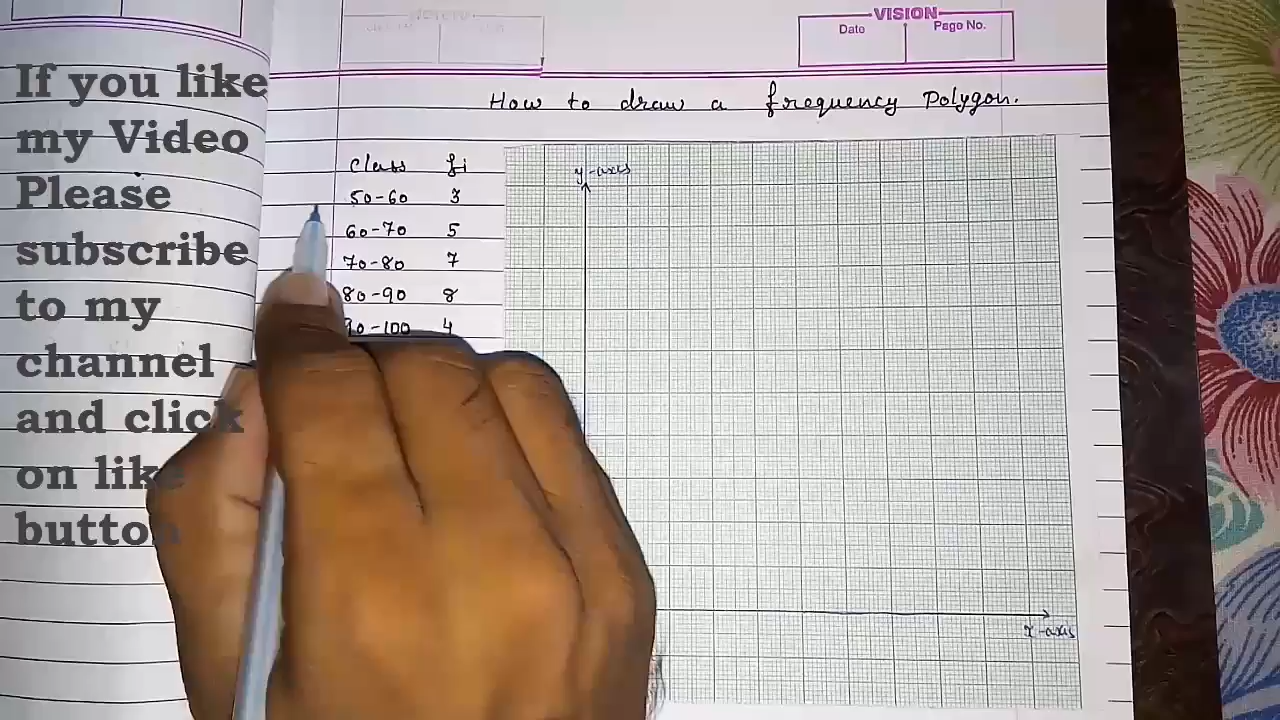 If you like
my Video
Please
subscribe
to my
channel
and click
on like
button
VISION
Date Page No.
How to draw a frequency Polygon.
class fi
50-60 3
60-70 5
70-80 7
80-90 8
90-100 4
y-axis
x-axis